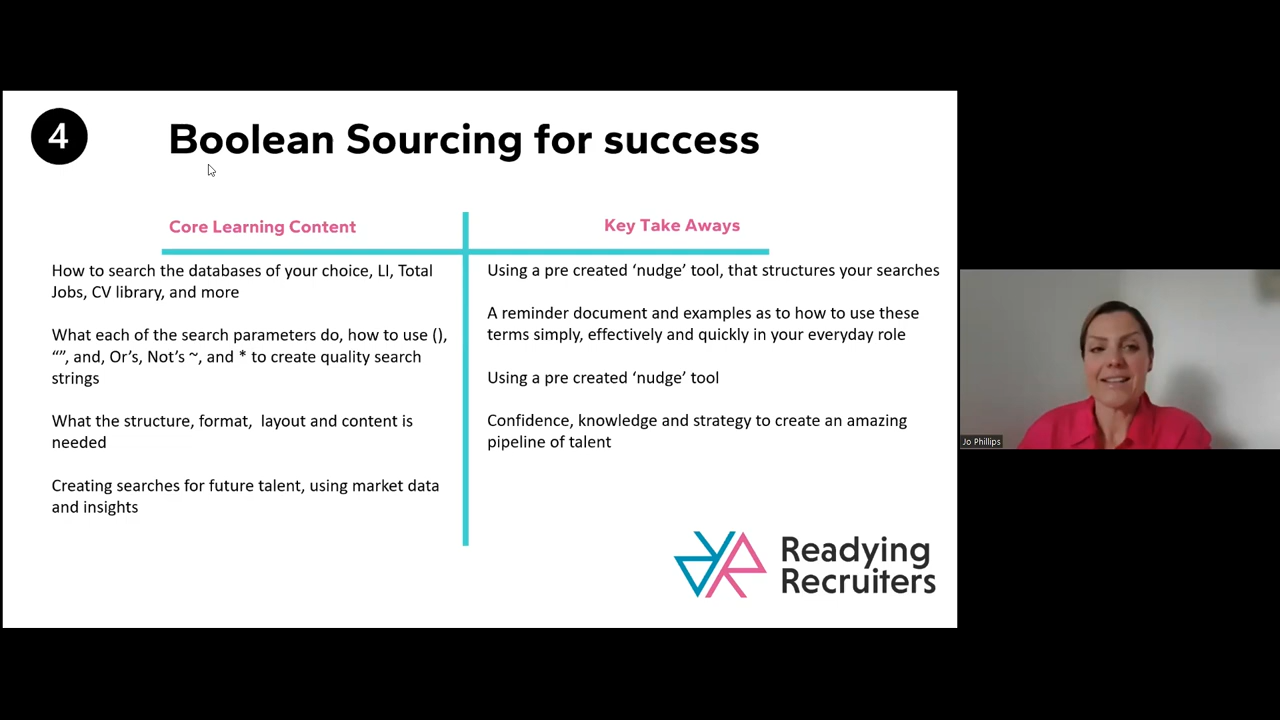 4
Boolean Sourcing for success
Core Learning Content
How to search the databases of your choice, LI, Total
Jobs, CV library, and more
What each of the search parameters do, how to use (),
“”, and, Or’s, Not’s ~, and * to create quality search
strings
What the structure, format,  layout and content is
needed
Creating searches for future talent, using market data
and insights
Key Take Aways
Using a pre created ‘nudge’ tool, that structures your searches
A reminder document and examples as to how to use these
terms simply, effectively and quickly in your everyday role
Using a pre created ‘nudge’ tool
Confidence, knowledge and strategy to create an amazing
pipeline of talent
Readying
Recruiters
Jo Phillips